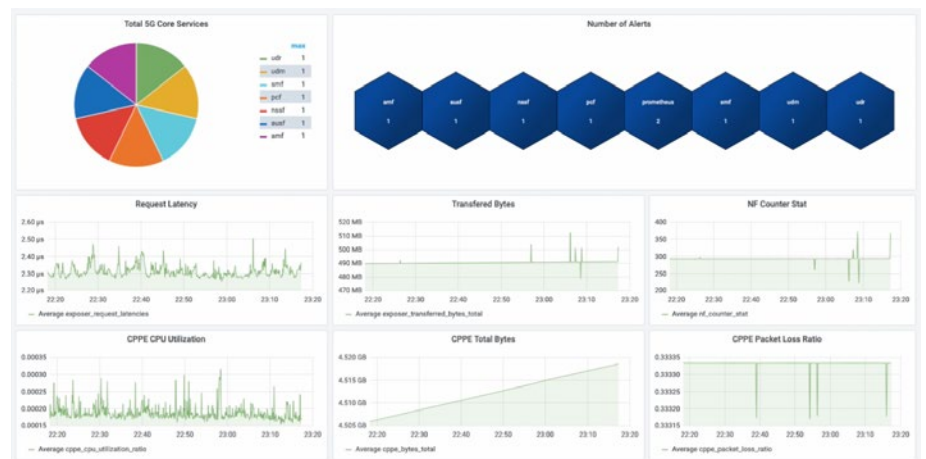 Total 5G Core Services
max
udr 1
udm 1
smf 1
pcf 1
nssf 1
ausf 1
amf 1
Number of Alerts
amf ausf nssf pcf prometheus smf udm udr
1 1 1 1 2 1 1 1
Request Latency
2.60 µs
2.50 µs
2.40 µs
2.30 µs
2.20 µs
22:20 22:30 22:40 22:50 23:00 23:10 23:20
Average exposer_request_latencies
Transfered Bytes
520 MB
510 MB
500 MB
490 MB
480 MB
470 MB
22:20 22:30 22:40 22:50 23:00 23:10 23:20
Average exposer_transferred_bytes_total
NF Counter Stat
400
350
300
250
200
22:20 22:30 22:40 22:50 23:00 23:10 23:20
Average nf_counter_stat
CPPE CPU Utilization
0.00035
0.00030
0.00025
0.00020
0.00015
22:20 22:30 22:40 22:50 23:00 23:10 23:20
Average cppe_cpu_utilization_ratio
CPPE Total Bytes
4.520 GB
4.515 GB
4.510 GB
4.505 GB
22:20 22:30 22:40 22:50 23:00 23:10 23:20
Average cppe_bytes_total
CPPE Packet Loss Ratio
0.33335
0.33330
0.33325
0.33320
0.33315
22:20 22:30 22:40 22:50 23:00 23:10 23:20
Average cppe_packet_loss_ratio